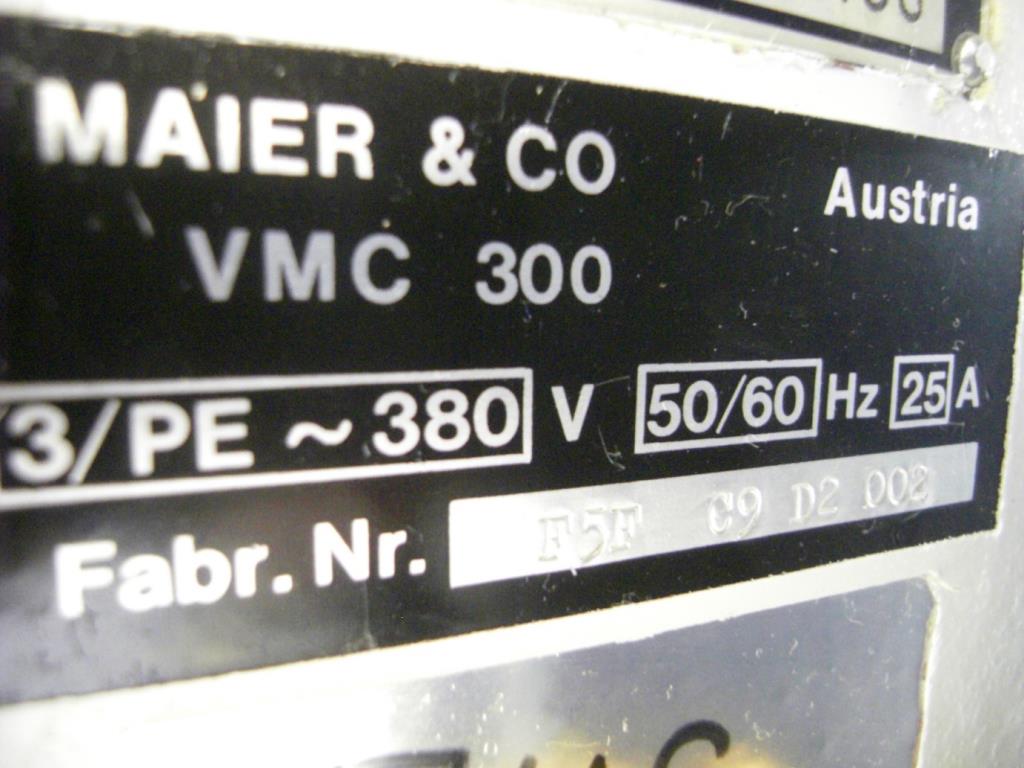 MAIER & CO
Austria
VMC 300
3/PE ~ 380 V 50/60 Hz 25 A
Fabr. Nr. F5F C9 D2 002